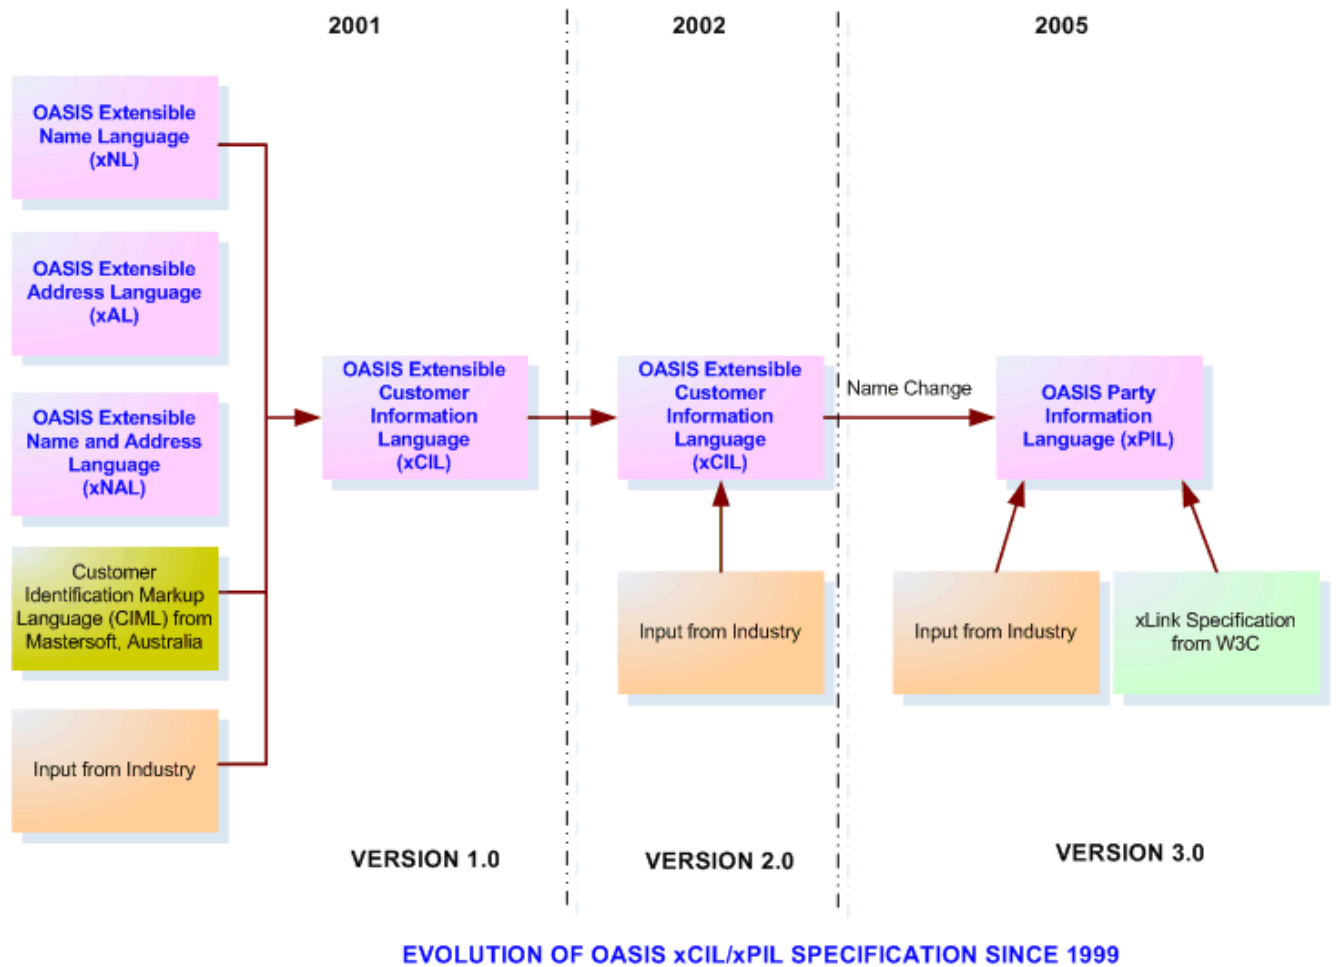 2001
2002
2005
OASIS Extensible
Name Language
(xNL)
OASIS Extensible
Address Language
(xAL)
OASIS Extensible
Name and Address
Language
(xNAL)
Customer
Identification Markup
Language (CIML) from
Mastersoft, Australia
Input from Industry
OASIS Extensible
Customer
Information
Language
(xCIL)
OASIS Extensible
Customer
Information
Language
(xCIL)
Input from Industry
Name Change
OASIS Party
Information
Language (xPIL)
Input from Industry
xLink Specification
from W3C
VERSION 1.0
VERSION 2.0
VERSION 3.0
EVOLUTION OF OASIS xCIL/xPIL SPECIFICATION SINCE 1999